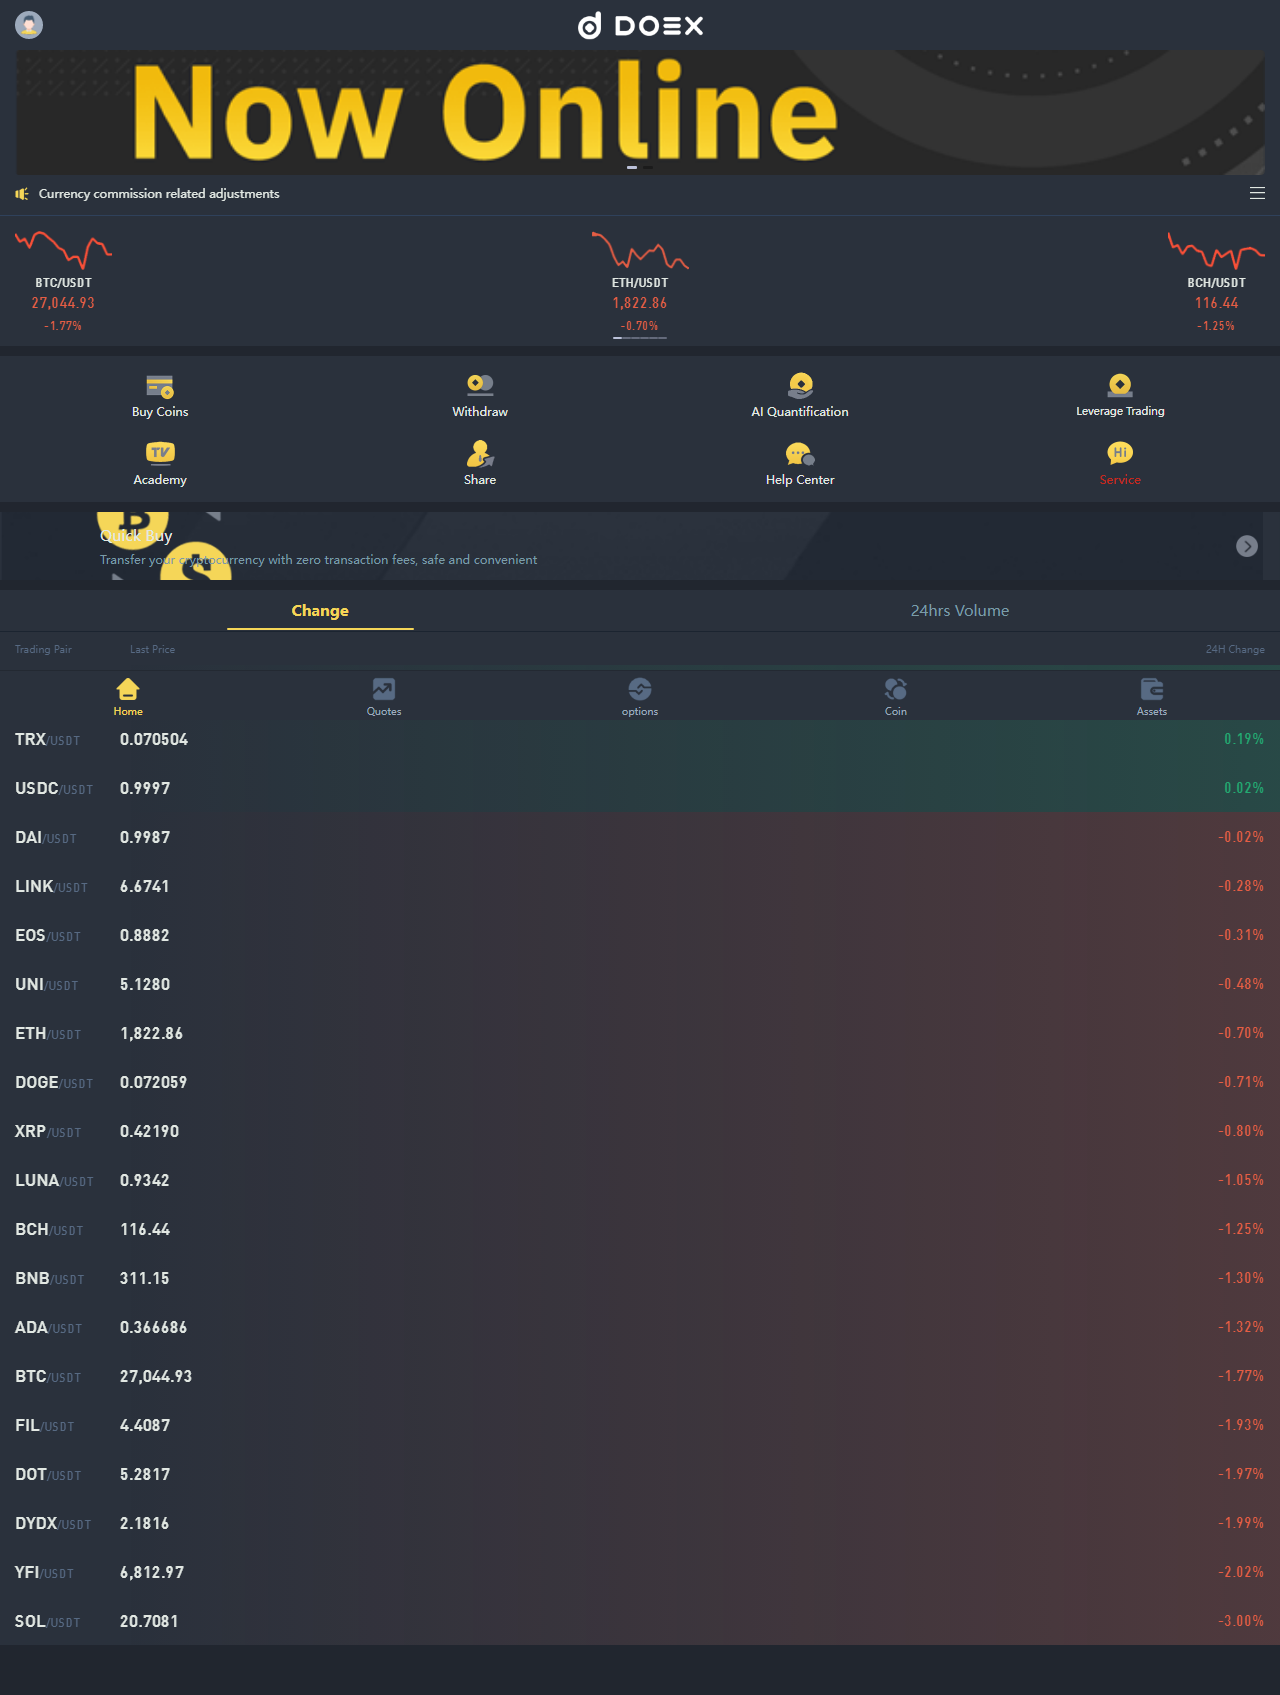 DOEX
Now Online
Currency commission related adjustments
BTC/USDT
27,044.93
-1.77%
ETH/USDT
1,822.86
-0.70%
BCH/USDT
116.44
-1.25%
Buy Coins
Withdraw
AI Quantification
Leverage Trading
TV
Academy
Share
Help Center
Hi
Service
Quick Buy
Transfer your cryptocurrency with zero transaction fees, safe and convenient
Change
24hrs Volume
Trading Pair Last Price 24H Change
Home
Quotes
options
Coin
Assets
TRX/USDT 0.070504 0.19%
USDC/USDT 0.9997 0.02%
DAI/USDT 0.9987 -0.02%
LINK/USDT 6.6741 -0.28%
EOS/USDT 0.8882 -0.31%
UNI/USDT 5.1280 -0.48%
ETH/USDT 1,822.86 -0.70%
DOGE/USDT 0.072059 -0.71%
XRP/USDT 0.42190 -0.80%
LUNA/USDT 0.9342 -1.05%
BCH/USDT 116.44 -1.25%
BNB/USDT 311.15 -1.30%
ADA/USDT 0.366686 -1.32%
BTC/USDT 27,044.93 -1.77%
FIL/USDT 4.4087 -1.93%
DOT/USDT 5.2817 -1.97%
DYDX/USDT 2.1816 -1.99%
YFI/USDT 6,812.97 -2.02%
SOL/USDT 20.7081 -3.00%